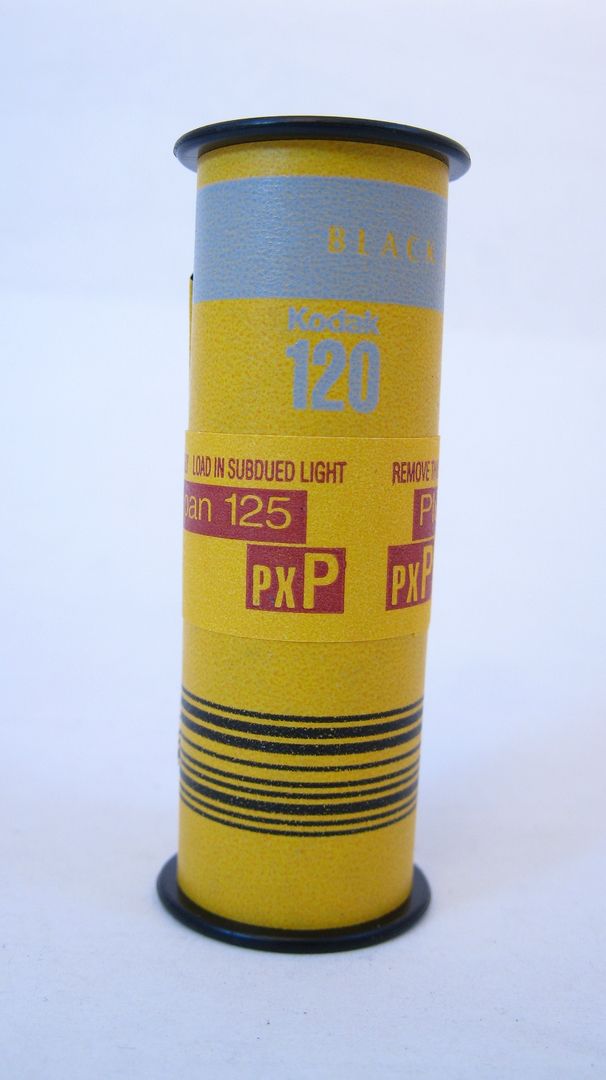 BLACK
Kodak
120
LOAD IN SUBDUED LIGHT REMOVE
pan 125 P
PXP PXP